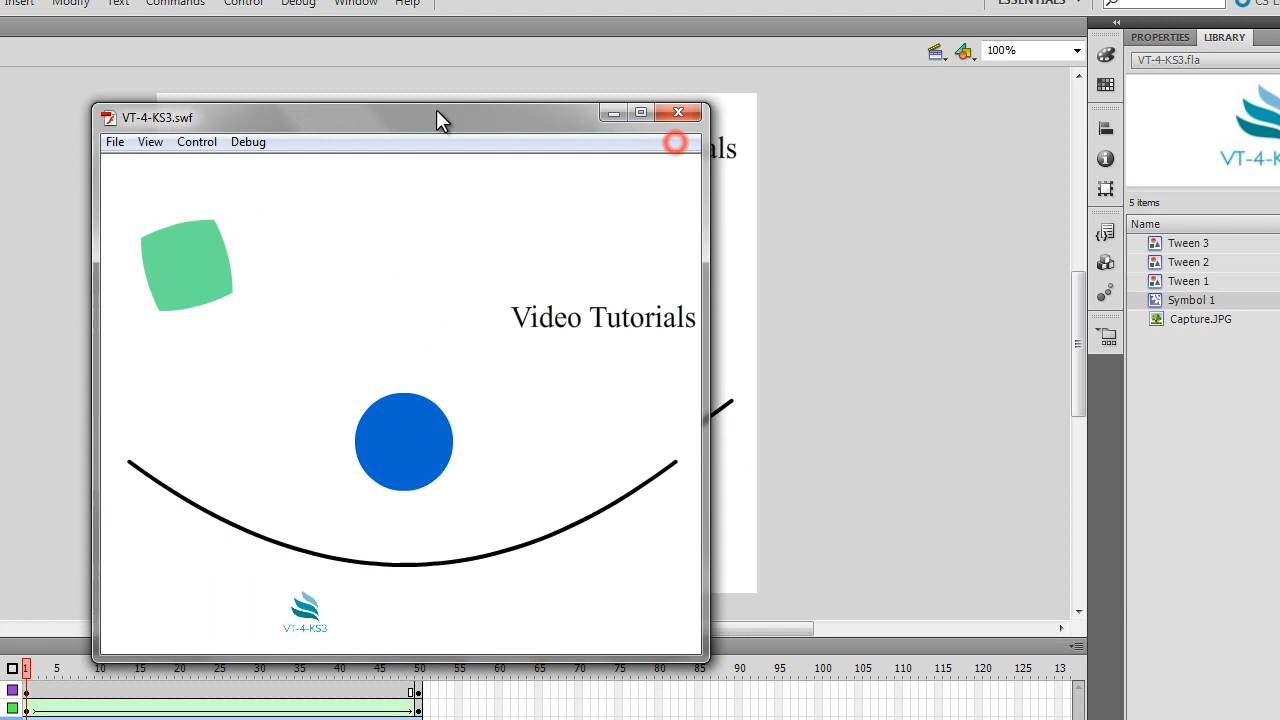 Insert Modify Text Commands Control Debug Window Help ESSENTIALS
100%
PROPERTIES LIBRARY
VT-4-KS3.fla
VT-4-KS3.swf
File View Control Debug
als
VT-4-K
5 items
Name
Tween 3
Tween 2
Tween 1
Symbol 1
Capture.JPG
Video Tutorials
VT-4-KS3
1 5 10 15 20 25 30 35 40 45 50 55 60 65 70 75 80 85 90 95 100 105 110 115 120 125 13